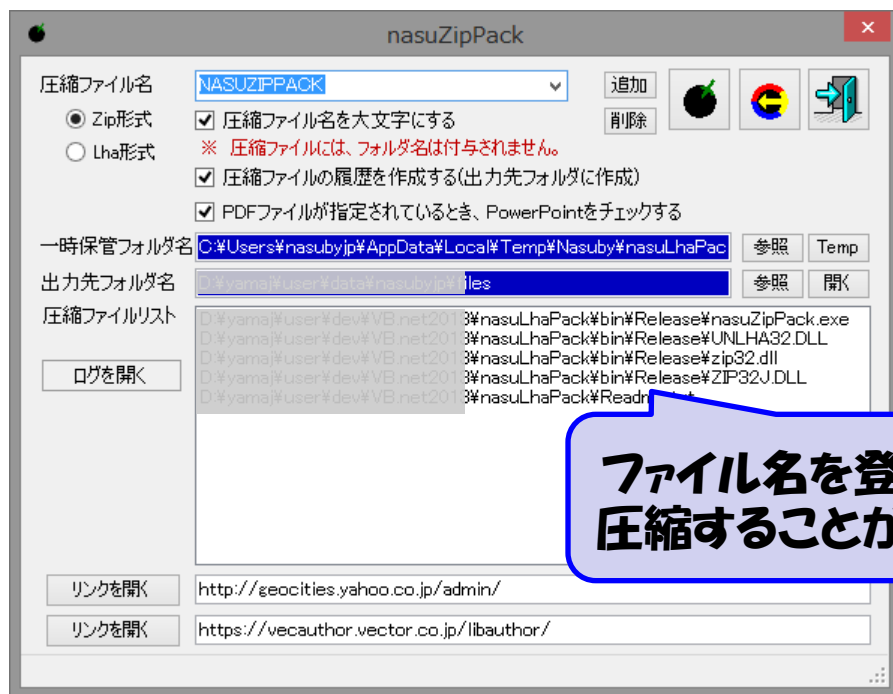 nasuZipPack
圧縮ファイル名
NASUZIPPACK
追加
Zip形式
圧縮ファイル名を大文字にする
削除
Lha形式
※ 圧縮ファイルには、フォルダ名は付与されません。
圧縮ファイルの履歴を作成する(出力先フォルダに作成)
PDFファイルが指定されているとき、PowerPointをチェックする
一時保管フォルダ名
C:¥Users¥nasubyjp¥AppData¥Local¥Temp¥Nasuby¥nasuLhaPac
参照
Temp
出力先フォルダ名
D:¥yamaj¥user¥data¥nasubyjp¥files
参照
開く
圧縮ファイルリスト
D:¥yamaj¥user¥dev¥VB.net2013¥nasuLhaPack¥bin¥Release¥nasuZipPack.exe
D:¥yamaj¥user¥dev¥VB.net2013¥nasuLhaPack¥bin¥Release¥UNLHA32.DLL
D:¥yamaj¥user¥dev¥VB.net2013¥nasuLhaPack¥bin¥Release¥zip32.dll
D:¥yamaj¥user¥dev¥VB.net2013¥nasuLhaPack¥bin¥Release¥ZIP32J.DLL
D:¥yamaj¥user¥dev¥VB.net2013¥nasuLhaPack¥
ログを開く
ファイル名を登
圧縮することが
リンクを開く
http://geocities.yahoo.co.jp/admin/
リンクを開く
https://vecauthor.vector.co.jp/libauthor/